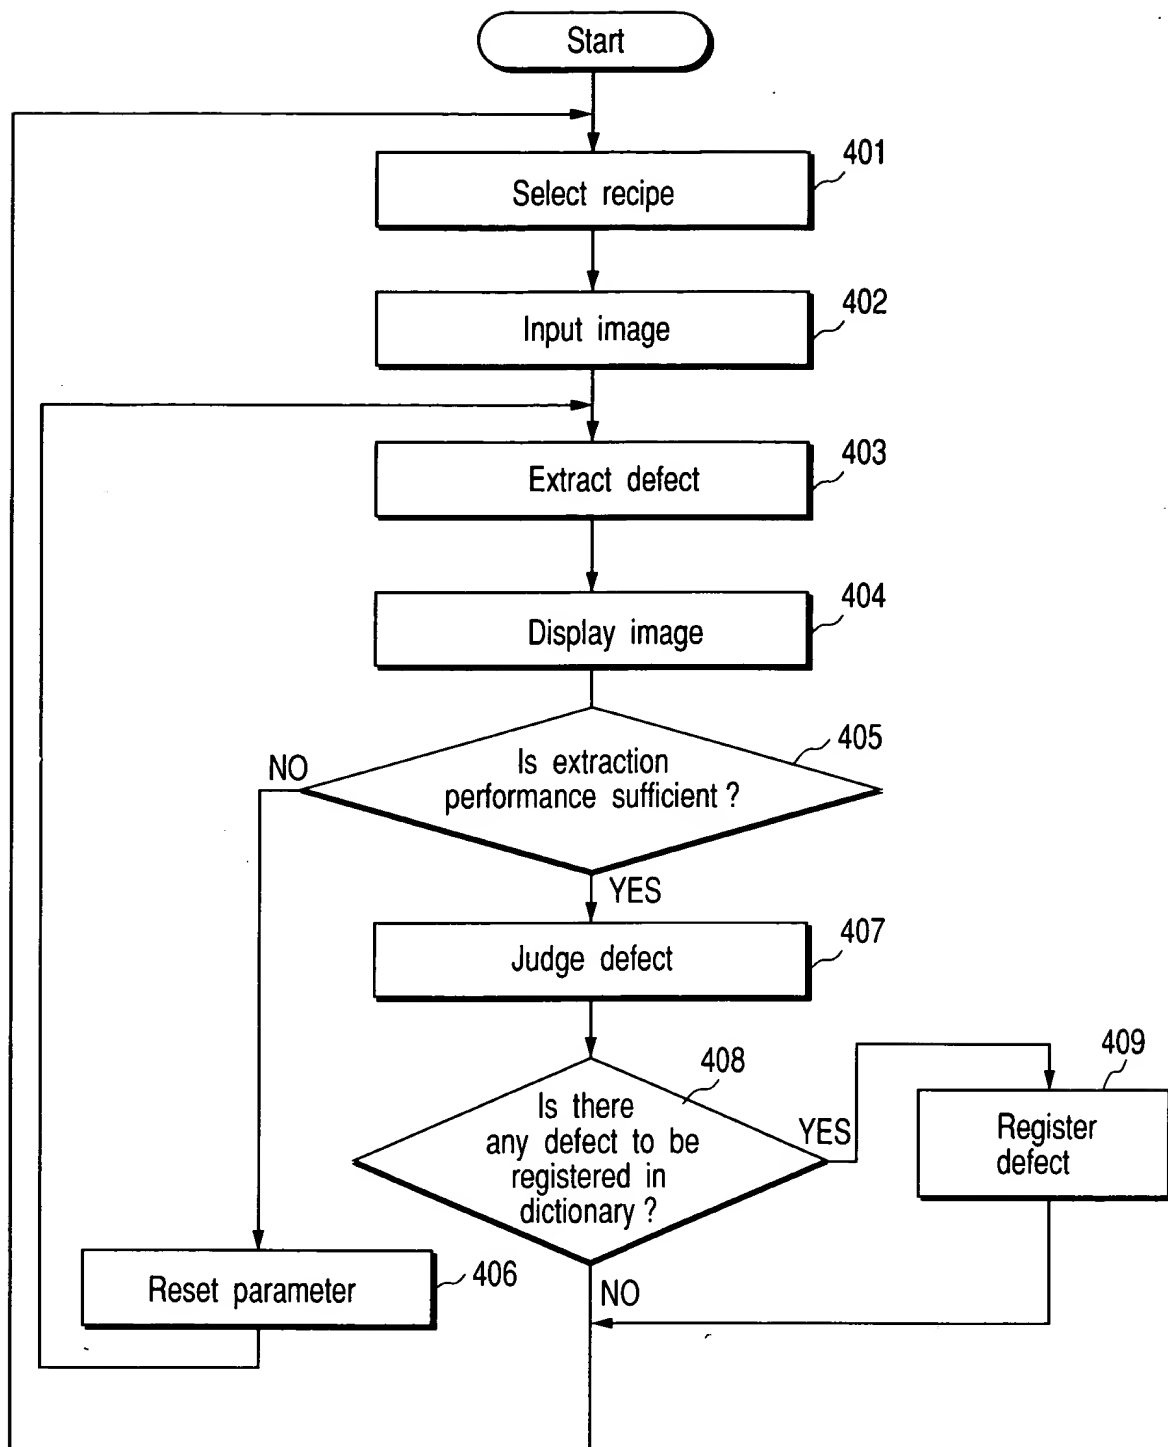 Start
401
Select recipe
402
Input image
403
Extract defect
404
Display image
405
NO
Is extraction
performance sufficient ?
YES
407
Judge defect
408
409
Is there
any defect to be
registered in
dictionary ?
YES
Register
defect
406
Reset parameter
NO